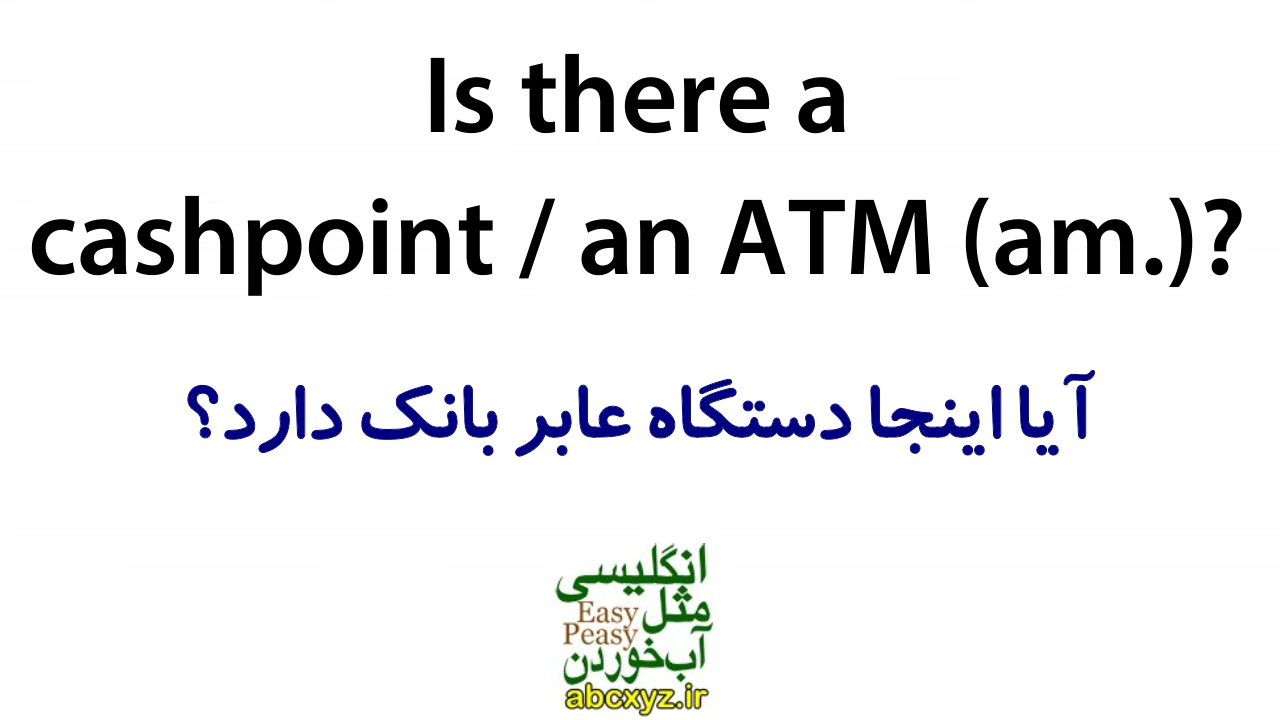 Is there a
cashpoint / an ATM (am.)?
آیا اینجا دستگاه عابر بانک دارد؟
انگلیسی
مثل
Easy
Peasy
آب‌خوردن
abcxyz.ir